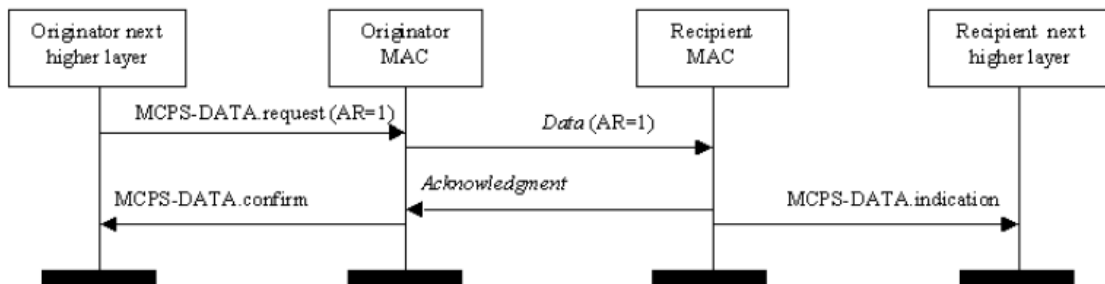 Originator next
higher layer
Originator
MAC
Recipient
MAC
Recipient next
higher layer
MCPS-DATA.request (AR=1)
Data (AR=1)
Acknowledgment
MCPS-DATA.confirm
MCPS-DATA.indication